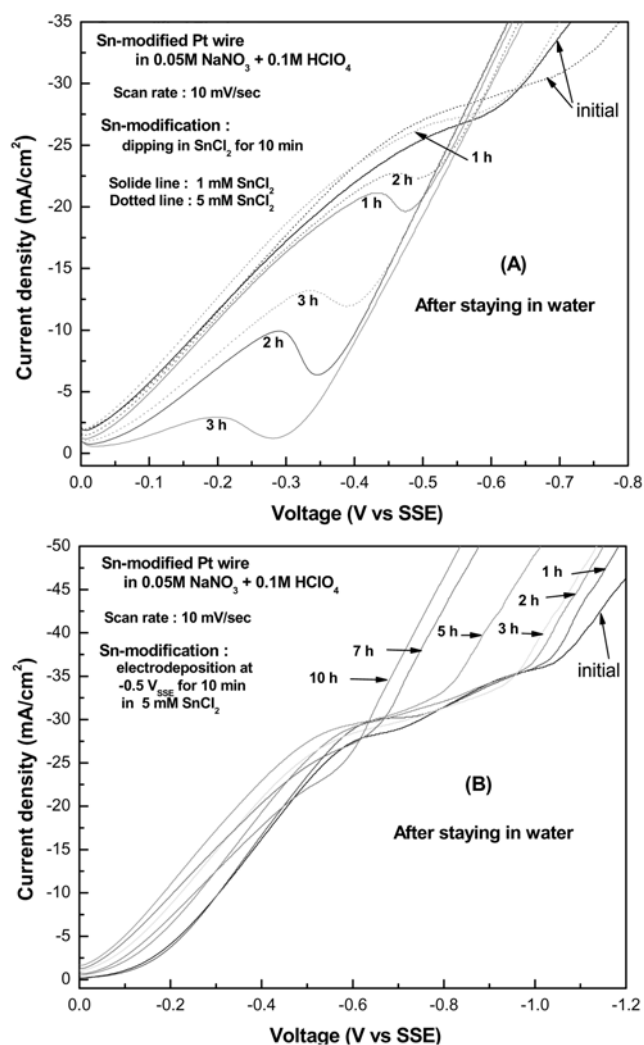 -35
-30
-25
-20
-15
-10
-5
0
Current density (mA/cm²)
Sn-modified Pt wire
in 0.05M NaNO₃ + 0.1M HClO₄
Scan rate : 10 mV/sec
Sn-modification :
dipping in SnCl₂ for 10 min
Solide line : 1 mM SnCl₂
Dotted line : 5 mM SnCl₂
initial
1 h
2 h
1 h
3 h
2 h
3 h
(A)
After staying in water
0.0 -0.1 -0.2 -0.3 -0.4 -0.5 -0.6 -0.7 -0.8
Voltage (V vs SSE)
-50
-45
-40
-35
-30
-25
-20
-15
-10
-5
0
Current density (mA/cm²)
Sn-modified Pt wire
in 0.05M NaNO₃ + 0.1M HClO₄
Scan rate : 10 mV/sec
Sn-modification :
electrodeposition at
-0.5 V_SSE for 10 min
in 5 mM SnCl₂
1 h
2 h
3 h
5 h
7 h
10 h
initial
(B)
After staying in water
0.0 -0.2 -0.4 -0.6 -0.8 -1.0 -1.2
Voltage (V vs SSE)